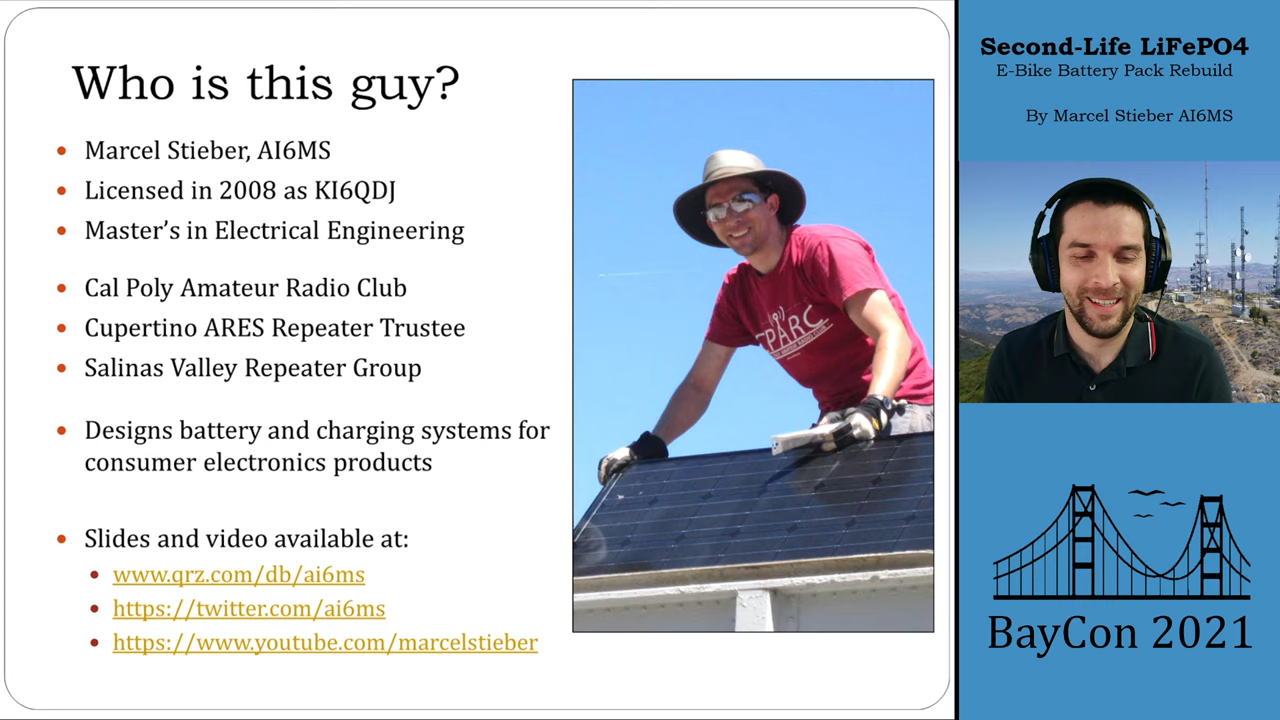 Who is this guy?
Marcel Stieber, AI6MS
Licensed in 2008 as KI6QDJ
Master's in Electrical Engineering
Cal Poly Amateur Radio Club
Cupertino ARES Repeater Trustee
Salinas Valley Repeater Group
Designs battery and charging systems for
consumer electronics products
Slides and video available at:
www.qrz.com/db/ai6ms
https://twitter.com/ai6ms
https://www.youtube.com/marcelstieber
CPARC
Second-Life LiFePO4
E-Bike Battery Pack Rebuild
By Marcel Stieber AI6MS
BayCon 2021